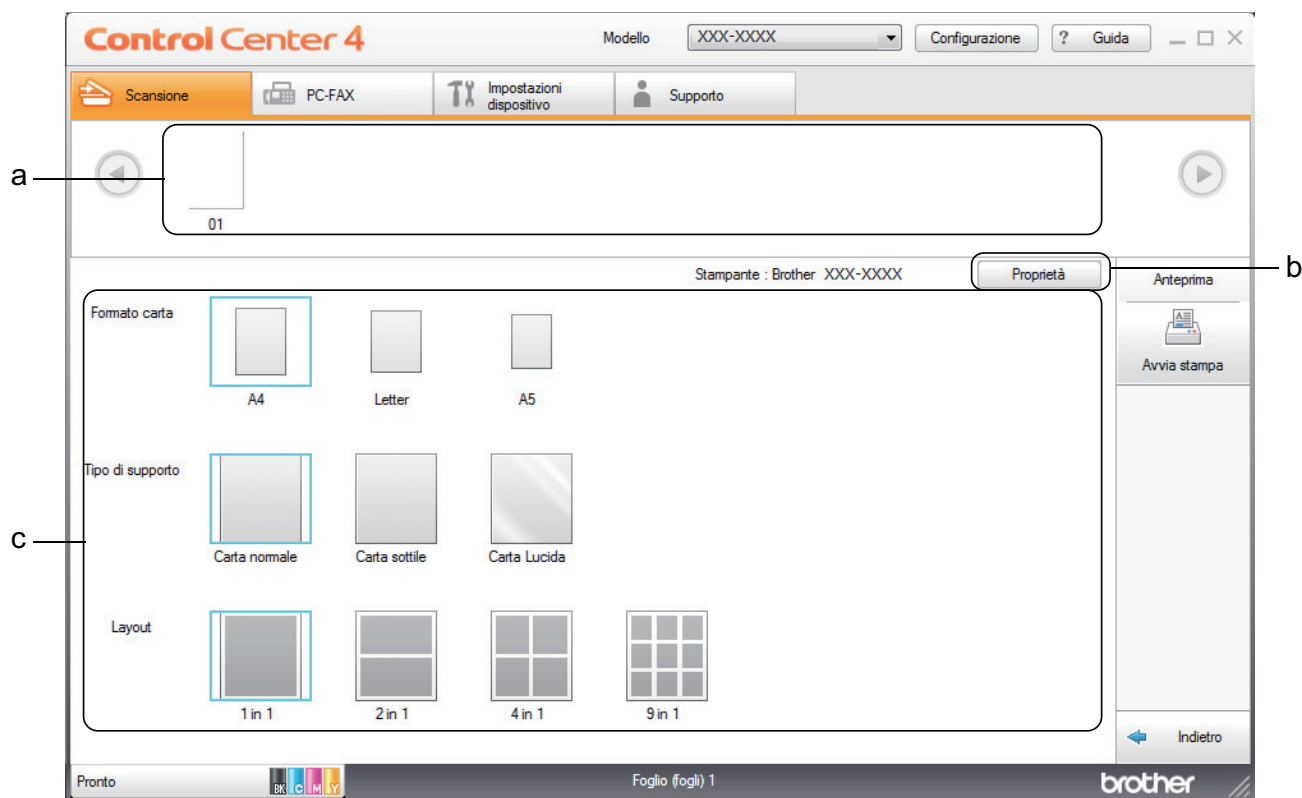 Control Center 4 Modello XXX-XXXX Configurazione ? Guida
Scansione PC-FAX Impostazioni dispositivo Supporto
a
01
Stampante : Brother XXX-XXXX Proprietà
b
Anteprima
Avvia stampa
Formato carta
A4 Letter A5
Tipo di supporto
c
Carta normale Carta sottile Carta Lucida
Layout
1 in 1 2 in 1 4 in 1 9 in 1
Indietro
Pronto BK C M Y Foglio (fogli) 1 brother